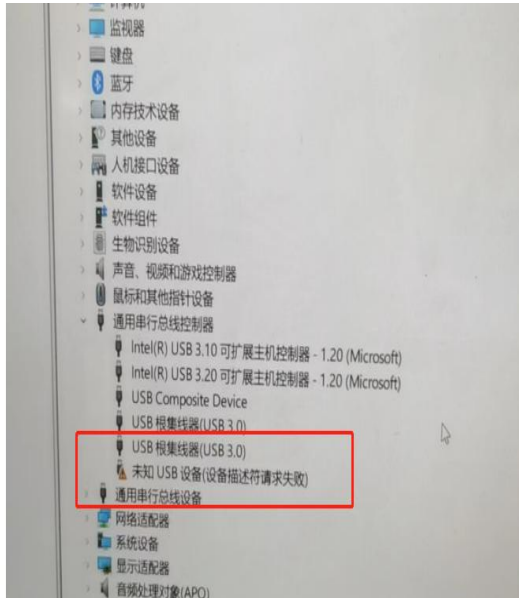 计算机
监视器
键盘
蓝牙
内存技术设备
其他设备
人机接口设备
软件设备
软件组件
生物识别设备
声音、视频和游戏控制器
鼠标和其他指针设备
通用串行总线控制器
Intel(R) USB 3.10 可扩展主机控制器 - 1.20 (Microsoft)
Intel(R) USB 3.20 可扩展主机控制器 - 1.20 (Microsoft)
USB Composite Device
USB 根集线器(USB 3.0)
USB 根集线器(USB 3.0)
未知 USB 设备(设备描述符请求失败)
通用串行总线设备
网络适配器
系统设备
显示适配器
音频处理对象(APO)